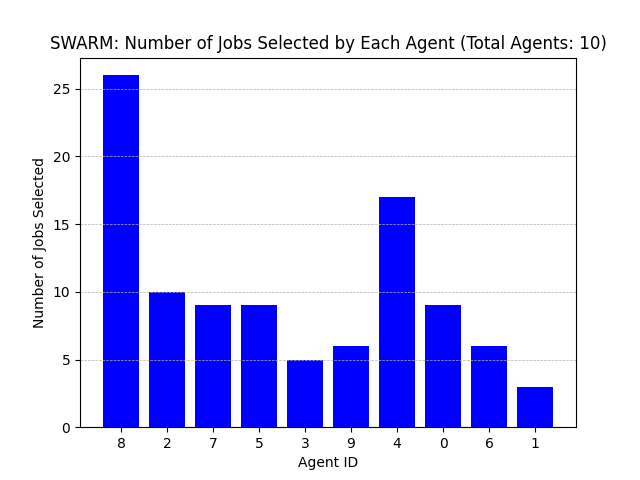 SWARM: Number of Jobs Selected by Each Agent (Total Agents: 10)
Number of Jobs Selected
25
20
15
10
5
0
8 2 7 5 3 9 4 0 6 1
Agent ID